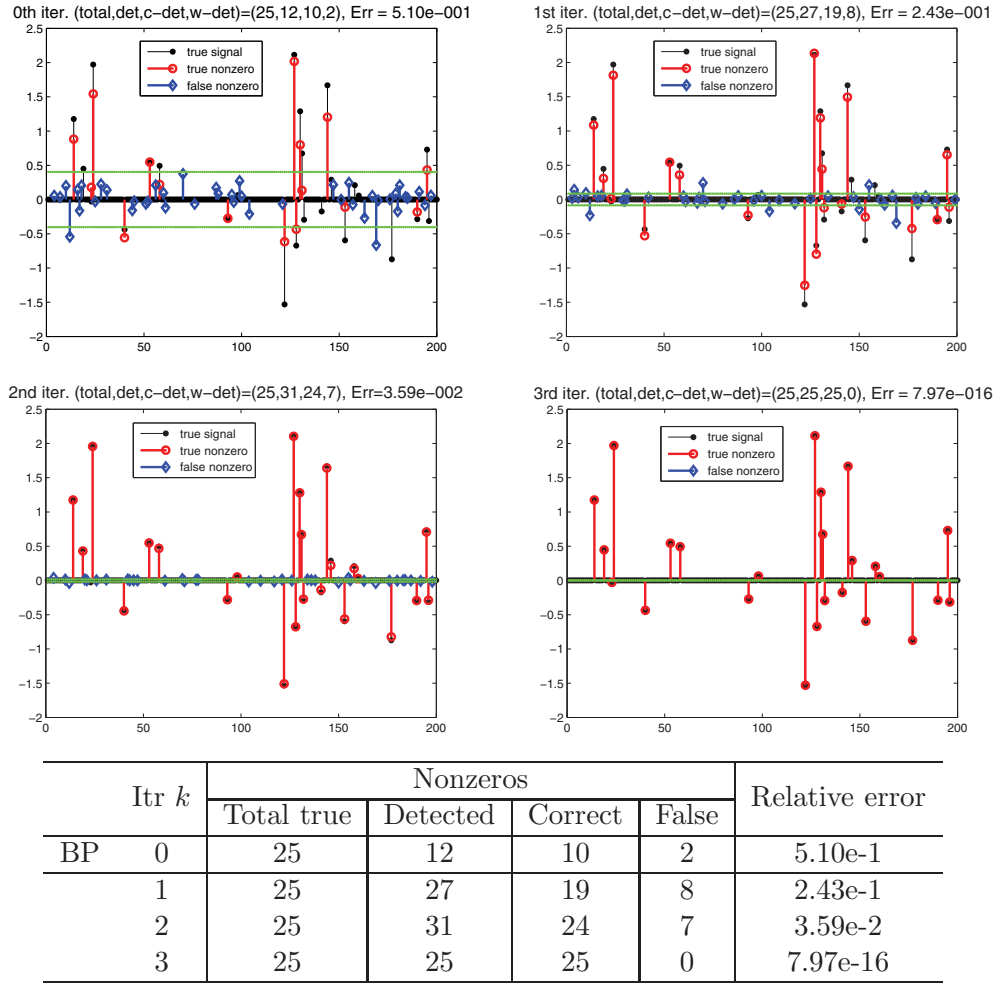 0th iter. (total,det,c-det,w-det)=(25,12,10,2), Err = 5.10e-001
2.5
2
1.5
1
0.5
0
−0.5
−1
−1.5
−2
0
50
100
150
200
true signal
true nonzero
false nonzero
1st iter. (total,det,c-det,w-det)=(25,27,19,8), Err = 2.43e-001
2.5
2
1.5
1
0.5
0
−0.5
−1
−1.5
−2
0
50
100
150
200
true signal
true nonzero
false nonzero
2nd iter. (total,det,c-det,w-det)=(25,31,24,7), Err=3.59e-002
2.5
2
1.5
1
0.5
0
−0.5
−1
−1.5
−2
0
50
100
150
200
true signal
true nonzero
false nonzero
3rd iter. (total,det,c-det,w-det)=(25,25,25,0), Err = 7.97e-016
2.5
2
1.5
1
0.5
0
−0.5
−1
−1.5
−2
0
50
100
150
200
true signal
true nonzero
false nonzero
Itr k Nonzeros Relative error
Total true Detected Correct False
BP 0 25 12 10 2 5.10e-1
1 25 27 19 8 2.43e-1
2 25 31 24 7 3.59e-2
3 25 25 25 0 7.97e-16